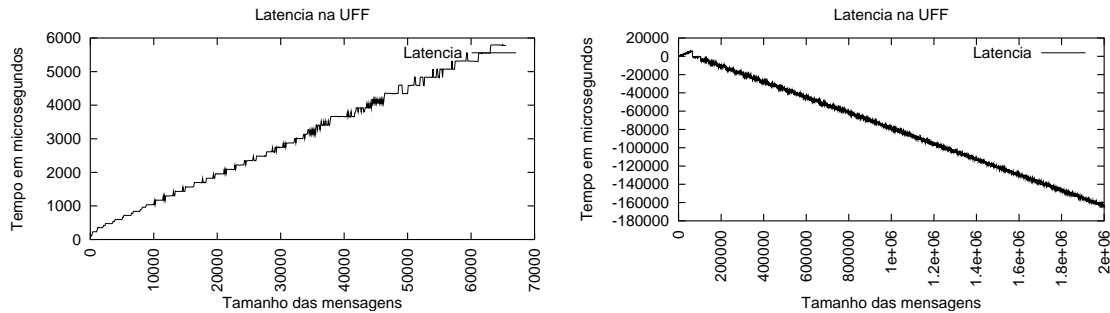 Latencia na UFF
Tempo em microsegundos
6000
5000
4000
3000
2000
1000
0
Latencia
0
10000
20000
30000
40000
50000
60000
70000
Tamanho das mensagens
Latencia na UFF
Tempo em microsegundos
20000
0
-20000
-40000
-60000
-80000
-100000
-120000
-140000
-160000
-180000
Latencia
0
200000
400000
600000
800000
1e+06
1.2e+06
1.4e+06
1.6e+06
1.8e+06
2e+06
Tamanho das mensagens